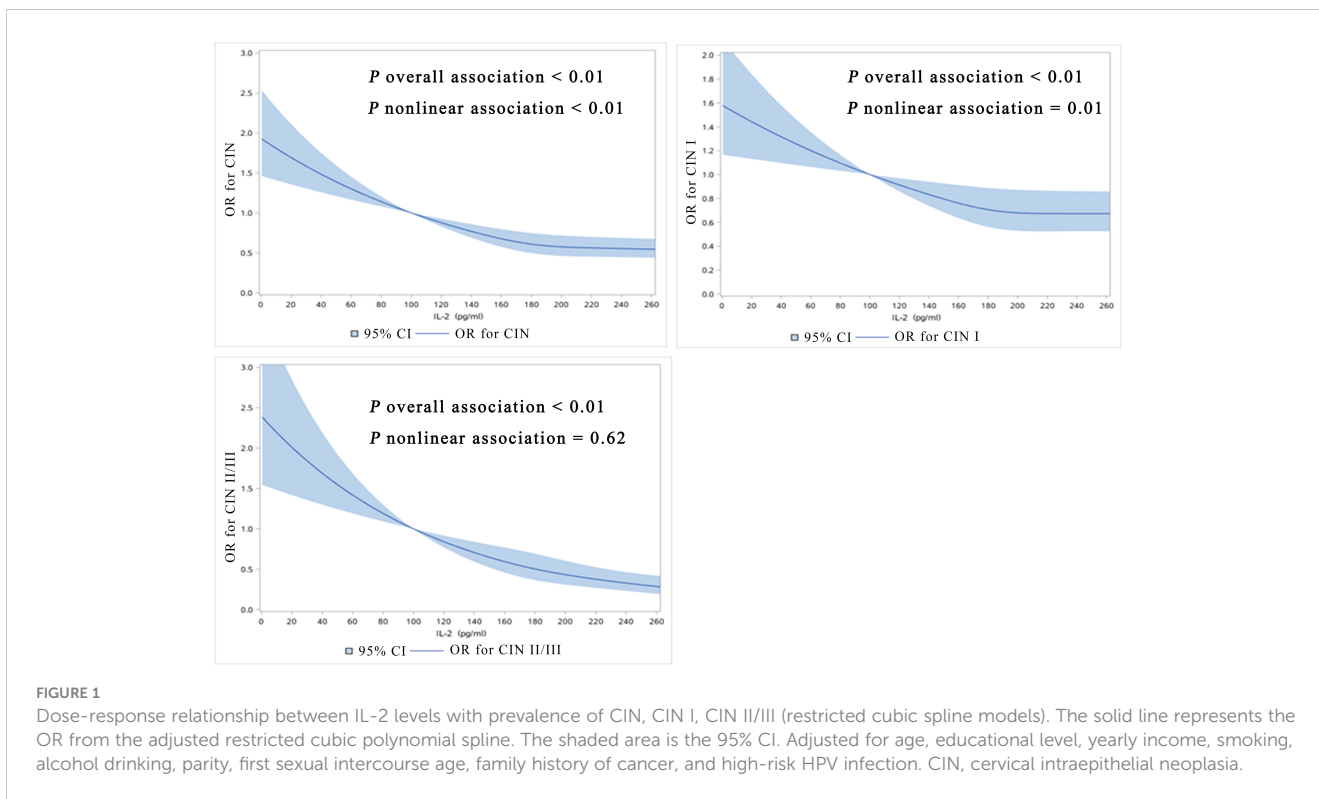 3.0
2.5
2.0
1.5
1.0
0.5
0.0
OR for CIN
P overall association < 0.01
P nonlinear association < 0.01
0 20 40 60 80 100 120 140 160 180 200 220 240 260
IL-2 (pg/ml)
95% CI OR for CIN
2.0
1.8
1.6
1.4
1.2
1.0
0.8
0.6
0.4
0.2
0.0
OR for CIN I
P overall association < 0.01
P nonlinear association = 0.01
0 20 40 60 80 100 120 140 160 180 200 220 240 260
IL-2 (pg/ml)
95% CI OR for CIN I
3.0
2.5
2.0
1.5
1.0
0.5
0.0
OR for CIN II/III
P overall association < 0.01
P nonlinear association = 0.62
0 20 40 60 80 100 120 140 160 180 200 220 240 260
IL-2 (pg/ml)
95% CI OR for CIN II/III
FIGURE 1
Dose-response relationship between IL-2 levels with prevalence of CIN, CIN I, CIN II/III (restricted cubic spline models). The solid line represents the
OR from the adjusted restricted cubic polynomial spline. The shaded area is the 95% CI. Adjusted for age, educational level, yearly income, smoking,
alcohol drinking, parity, first sexual intercourse age, family history of cancer, and high-risk HPV infection. CIN, cervical intraepithelial neoplasia.